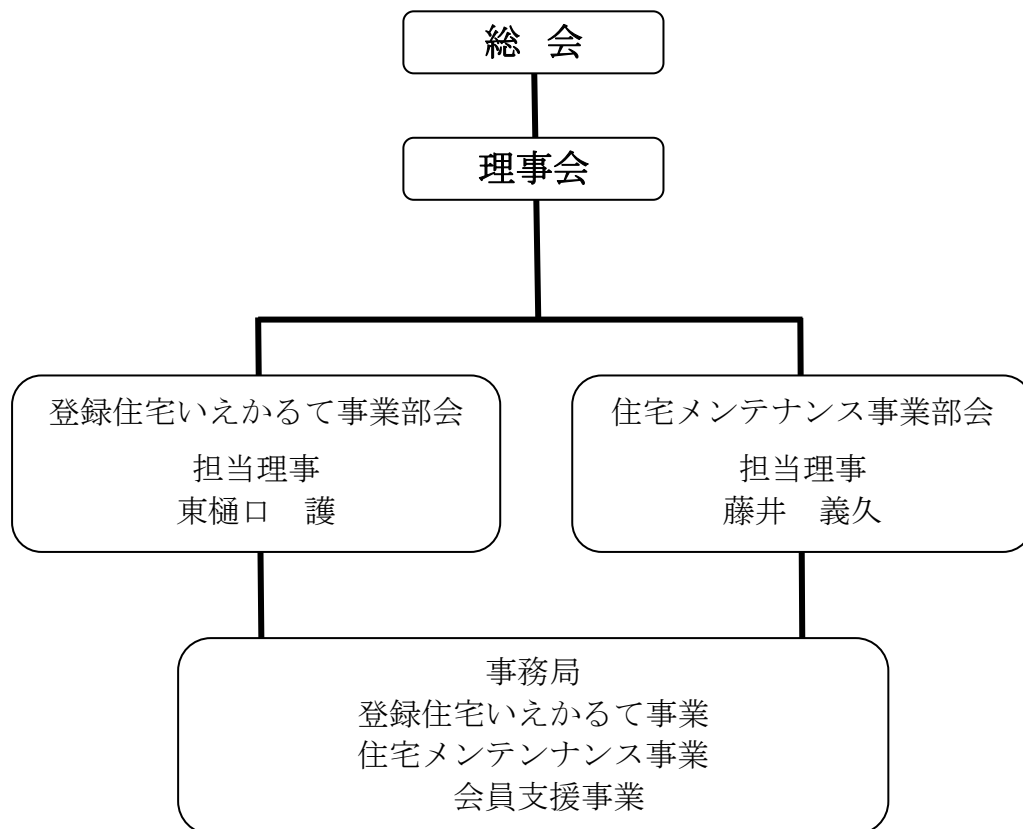 総 会
理事会
登録住宅いえかるて事業部会
担当理事
東樋口　護
住宅メンテナンス事業部会
担当理事
藤井　義久
事務局
登録住宅いえかるて事業
住宅メンテンナンス事業
会員支援事業